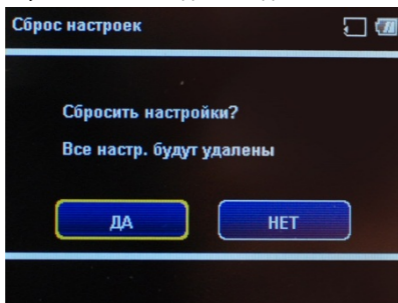 Сброс настроек
Сбросить настройки?
Все настр. будут удалены
ДА
НЕТ